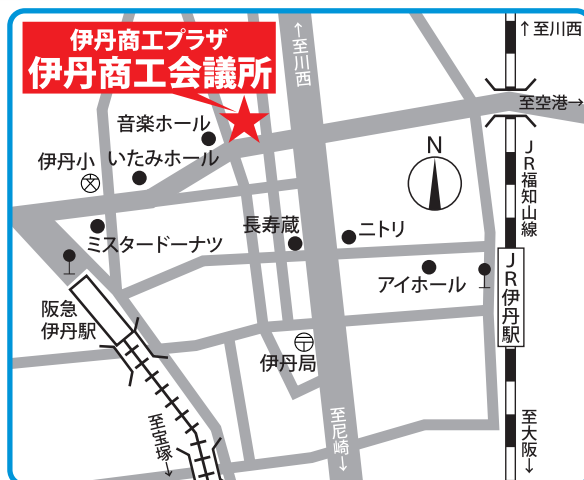 伊丹商工プラザ
伊丹商工会議所
↑至川西
↑至川西
至空港→
音楽ホール
伊丹小
いたみホール
N
JR福知山線
長寿蔵
ニトリ
ミスタードーナツ
アイホール
JR伊丹駅
阪急
伊丹駅
伊丹局
至宝塚→
至尼崎→
至大阪→